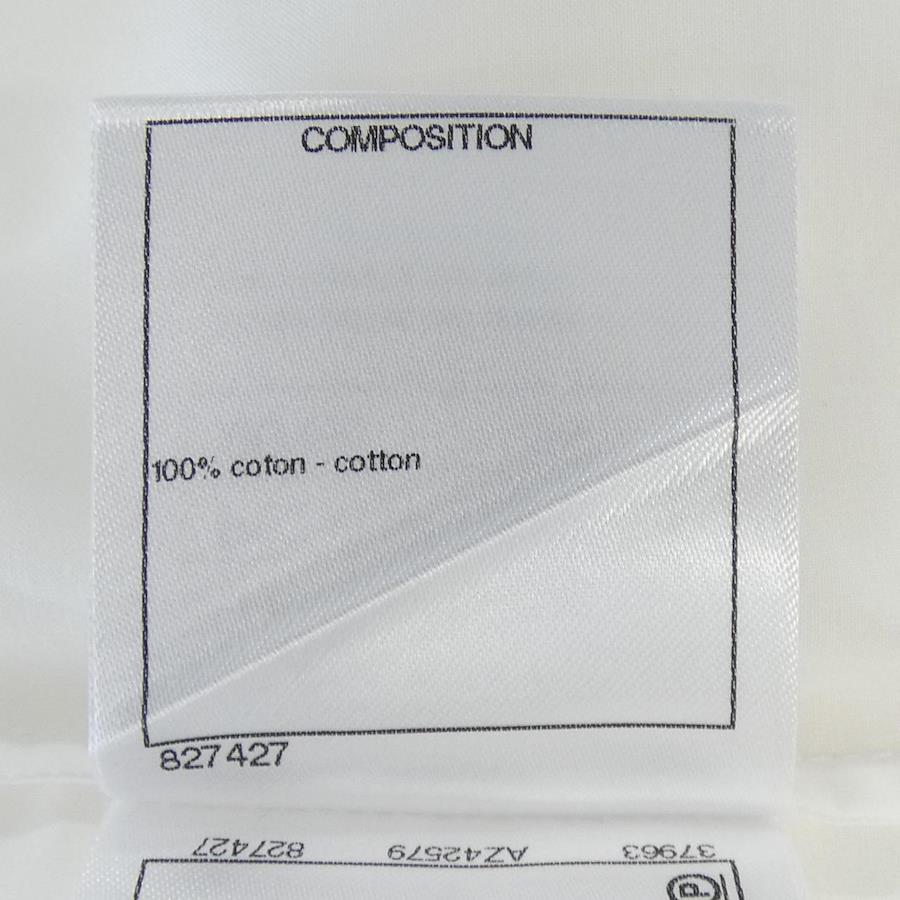 COMPOSITION
100% coton - cotton
827427
37963 AZ42579 827427
P